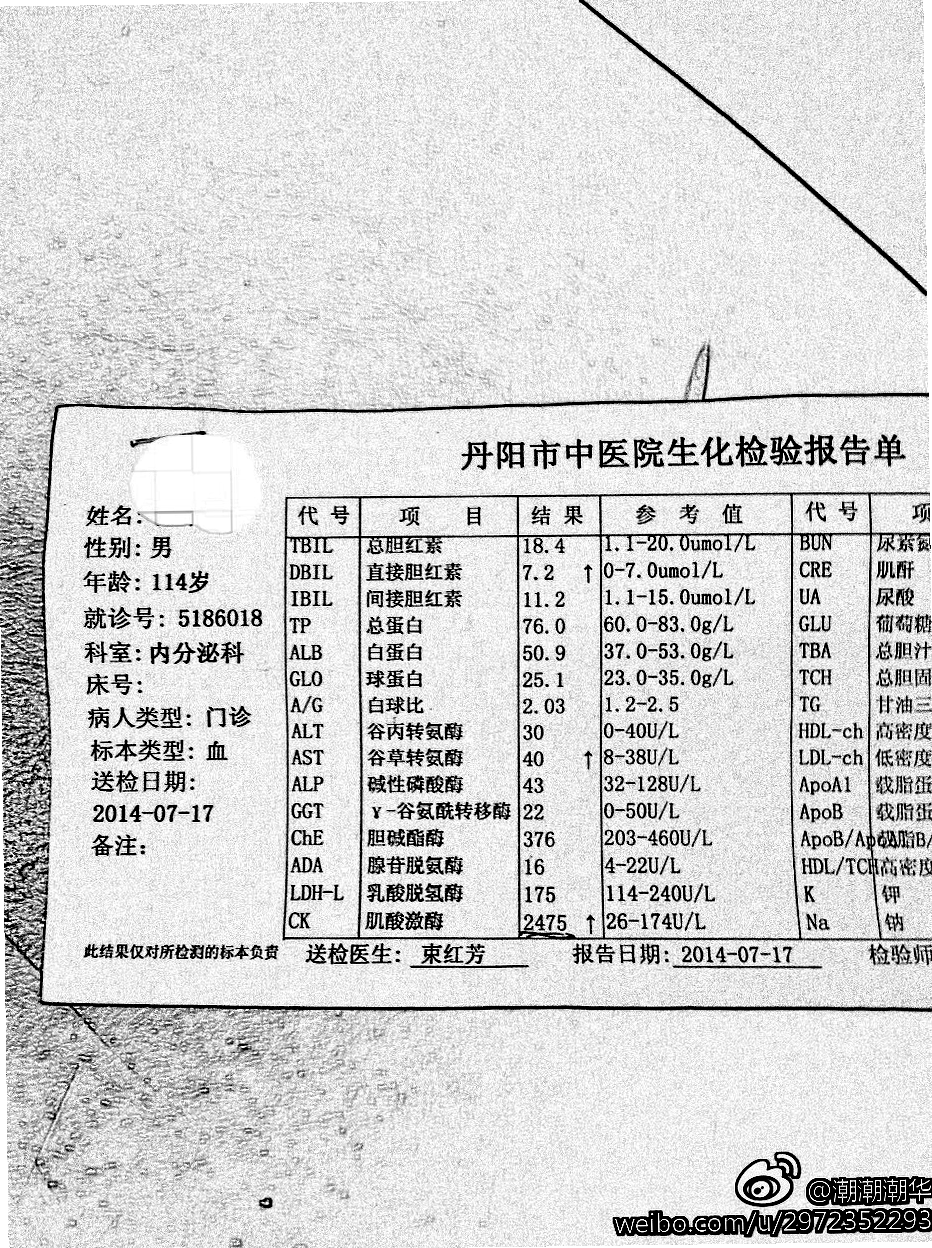 丹阳市中医院生化检验报告单
姓名:
性别: 男
年龄: 114岁
就诊号: 5186018
科室: 内分泌科
床号:
病人类型: 门诊
标本类型: 血
送检日期:
2014-07-17
备注:
代号 项目 结果 参考值 代号 项
TBIL 总胆红素 18.4 1.1-20.0umol/L BUN 尿素氮
DBIL 直接胆红素 7.2 ↑ 0-7.0umol/L CRE 肌酐
IBIL 间接胆红素 11.2 1.1-15.0umol/L UA 尿酸
TP 总蛋白 76.0 60.0-83.0g/L GLU 葡萄糖
ALB 白蛋白 50.9 37.0-53.0g/L TBA 总胆汁
GLO 球蛋白 25.1 23.0-35.0g/L TCH 总胆固
A/G 白球比 2.03 1.2-2.5 TG 甘油三
ALT 谷丙转氨酶 30 0-40U/L HDL-ch 高密度
AST 谷草转氨酶 40 ↑ 8-38U/L LDL-ch 低密度
ALP 碱性磷酸酶 43 32-128U/L ApoA1 载脂蛋
GGT γ-谷氨酰转移酶 22 0-50U/L ApoB 载脂蛋
ChE 胆碱酯酶 376 203-460U/L ApoB/Ap 载脂B/
ADA 腺苷脱氨酶 16 4-22U/L HDL/TCH 高密度
LDH-L 乳酸脱氢酶 175 114-240U/L K 钾
CK 肌酸激酶 2475 ↑ 26-174U/L Na 钠
此结果仅对所检测的标本负责 送检医生: 束红芳 报告日期: 2014-07-17 检验师
@潮潮潮华
weibo.com/u/2972352293